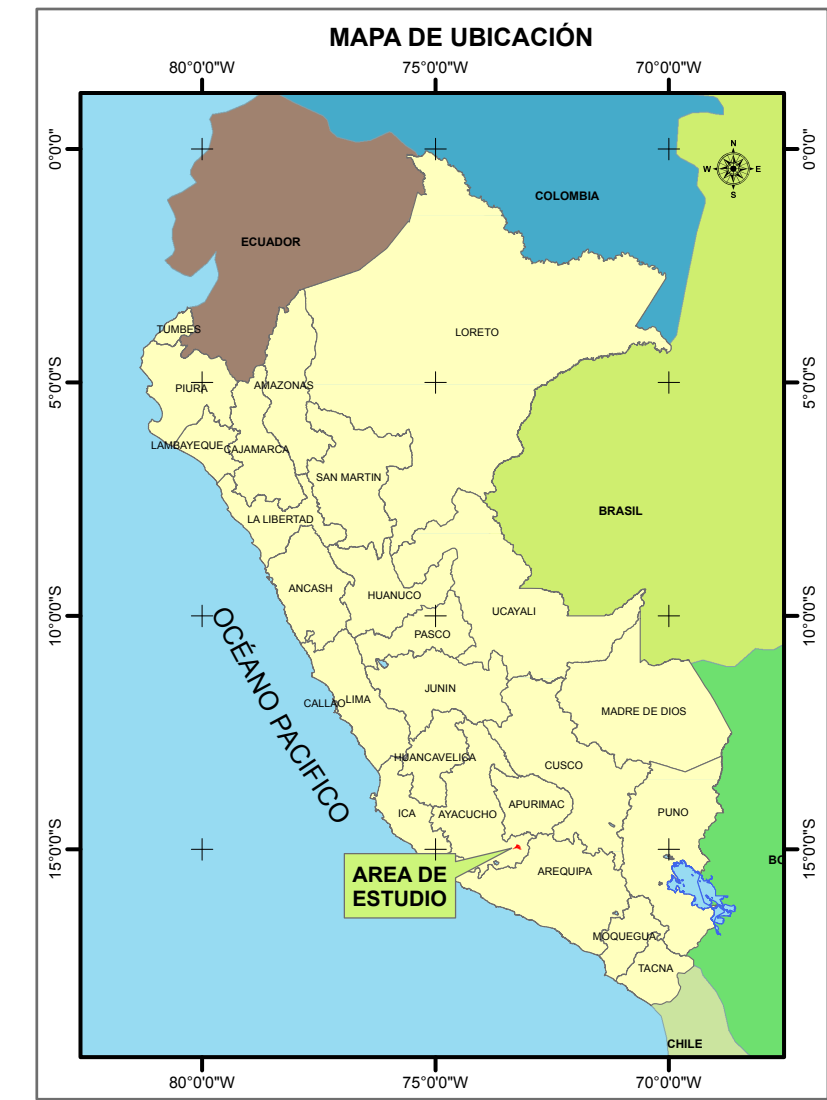 MAPA DE UBICACIÓN
80°0'0"W 75°0'0"W 70°0'0"W
0°0'0" 0°0'0"
N
W E
S
COLOMBIA
ECUADOR
TUMBES
LORETO
5°0'0"S 5°0'0"S
PIURA
AMAZONAS
LAMBAYEQUE
CAJAMARCA
SAN MARTIN
BRASIL
LA LIBERTAD
ANCASH
HUANUCO
UCAYALI
10°0'0"S 10°0'0"S
PASCO
OCÉANO PACIFICO
JUNIN
CALLAO
LIMA
MADRE DE DIOS
HUANCAVELICA
CUSCO
ICA
AYACUCHO
APURIMAC
PUNO
15°0'0"S 15°0'0"S
BO
AREA DE
ESTUDIO
AREQUIPA
MOQUEGUA
TACNA
CHILE
80°0'0"W 75°0'0"W 70°0'0"W